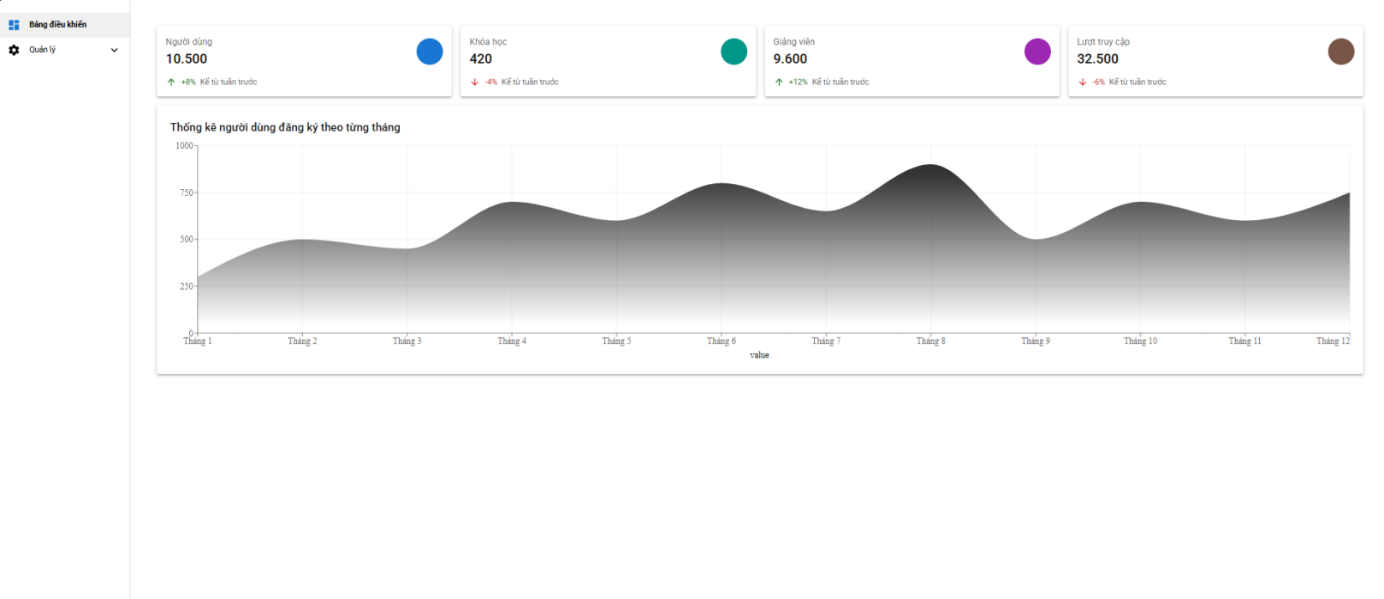 Bảng điều khiển
Quản lý
Người dùng
10.500
+8% Kể từ tuần trước
Khóa học
420
-4% Kể từ tuần trước
Giảng viên
9.600
+12% Kể từ tuần trước
Lượt truy cập
32.500
-6% Kể từ tuần trước
Thống kê người dùng đăng ký theo từng tháng
1000
750
500
250
0
Tháng 1 Tháng 2 Tháng 3 Tháng 4 Tháng 5 Tháng 6 Tháng 7 Tháng 8 Tháng 9 Tháng 10 Tháng 11 Tháng 12
value